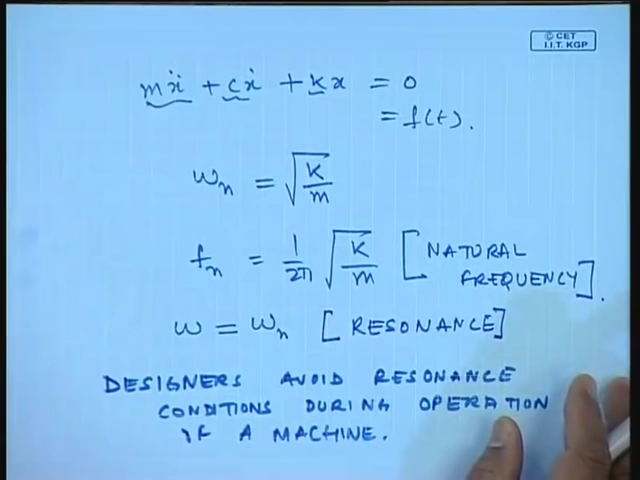 © CET
I.I.T. KGP
mẍ + cẋ + kx = 0
= f(t).
ωn = √(K/m)
fn = 1/2π √(K/m) [NATURAL
FREQUENCY].
ω = ωn [RESONANCE]
DESIGNERS AVOID RESONANCE
CONDITIONS DURING OPERATION
OF A MACHINE.